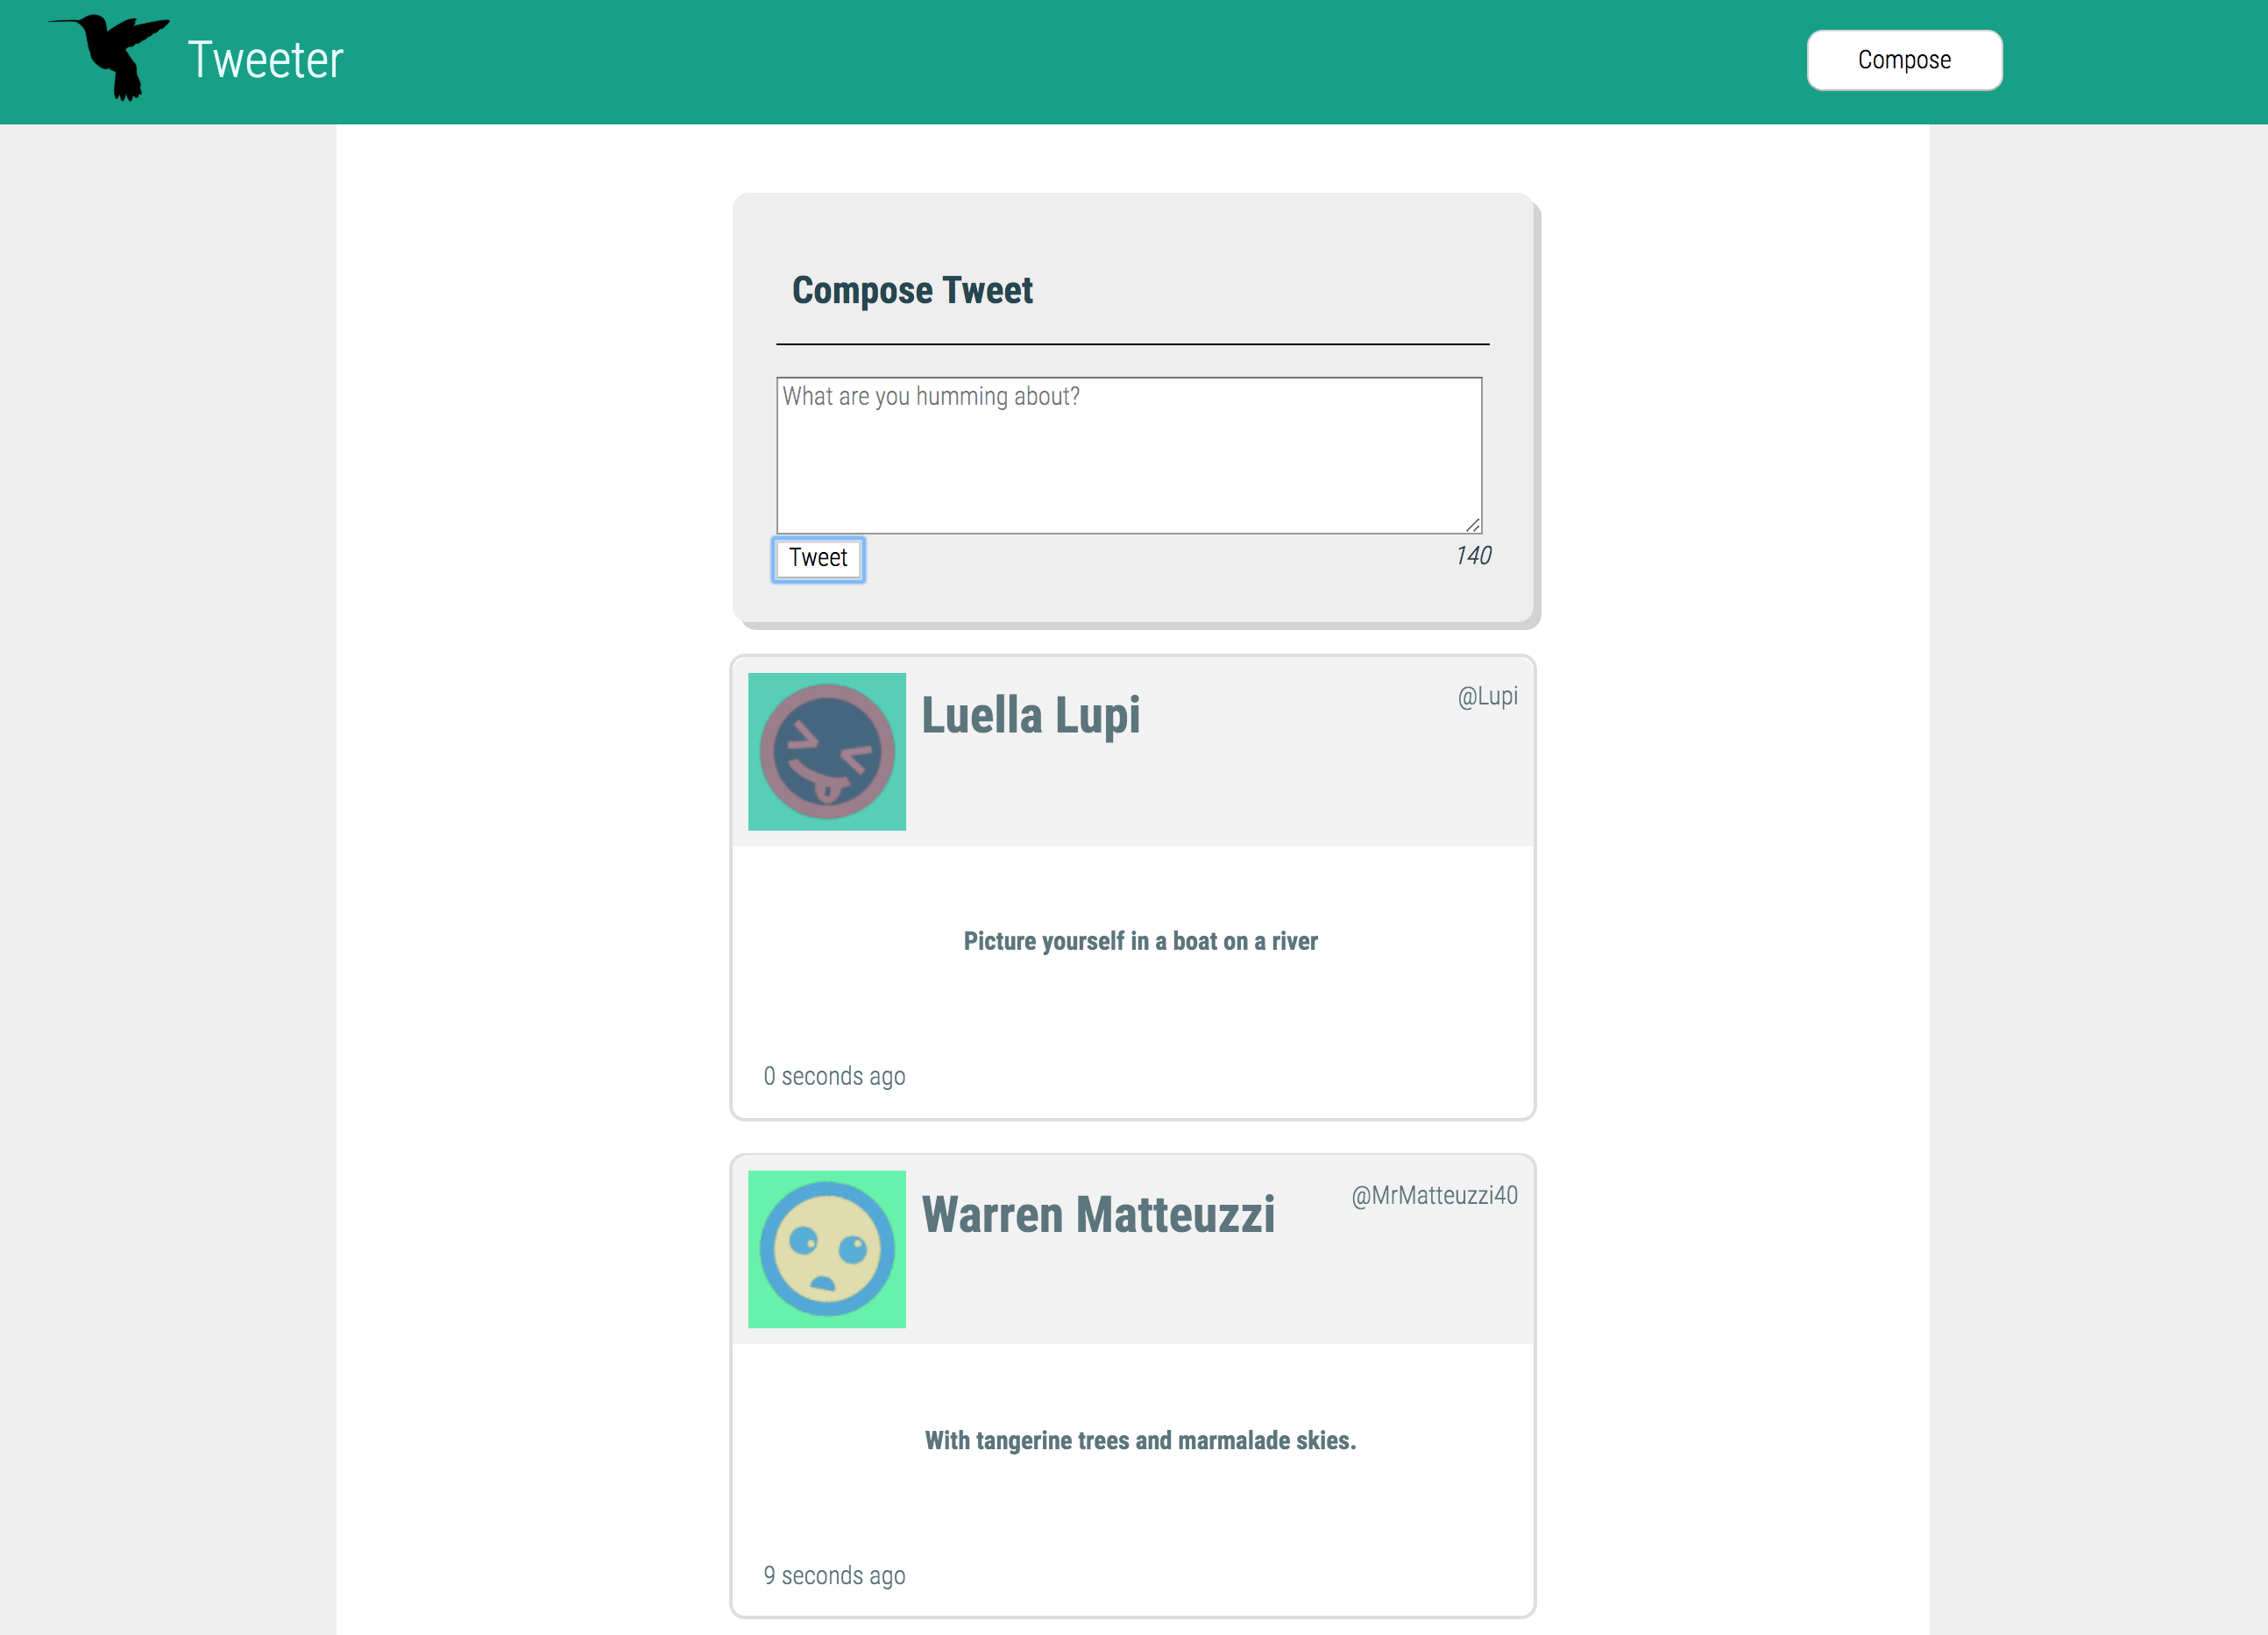 Tweeter
Compose
Compose Tweet
What are you humming about?
Tweet
140
Luella Lupi
@Lupi
Picture yourself in a boat on a river
0 seconds ago
Warren Matteuzzi
@MrMatteuzzi40
With tangerine trees and marmalade skies.
9 seconds ago